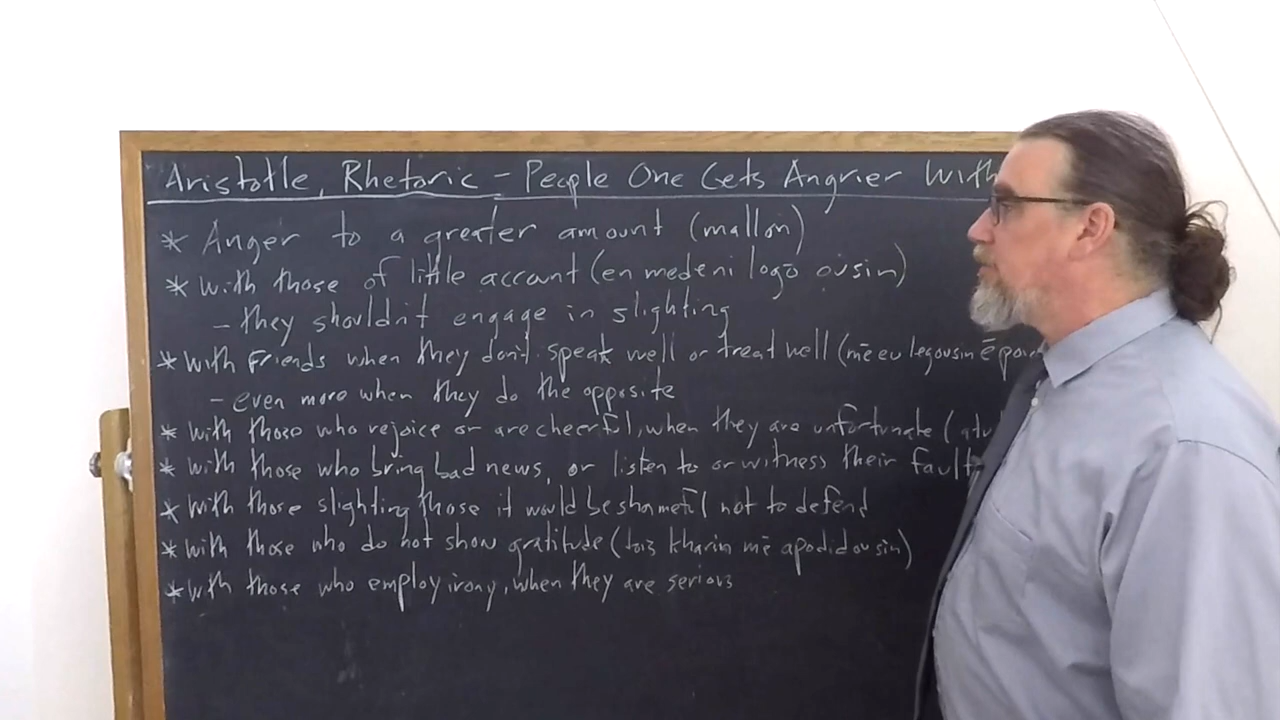 Aristotle, Rhetoric - People One Gets Angrier With
* Anger to a greater amount (mallon)
* with those of little account (en medeni logō ousin)
- they shouldn't engage in slighting
* with friends when they don't speak well or treat well (mē eu legousin ē
- even more when they do the opposite
* with those who rejoice or are cheerful, when they are unfortunate (
* with those who bring bad news, or listen to or witness their fault
* with those slighting those it would be shameful not to defend
* with those who do not show gratitude (tois kharin mē apodidousin)
* with those who employ irony, when they are serious